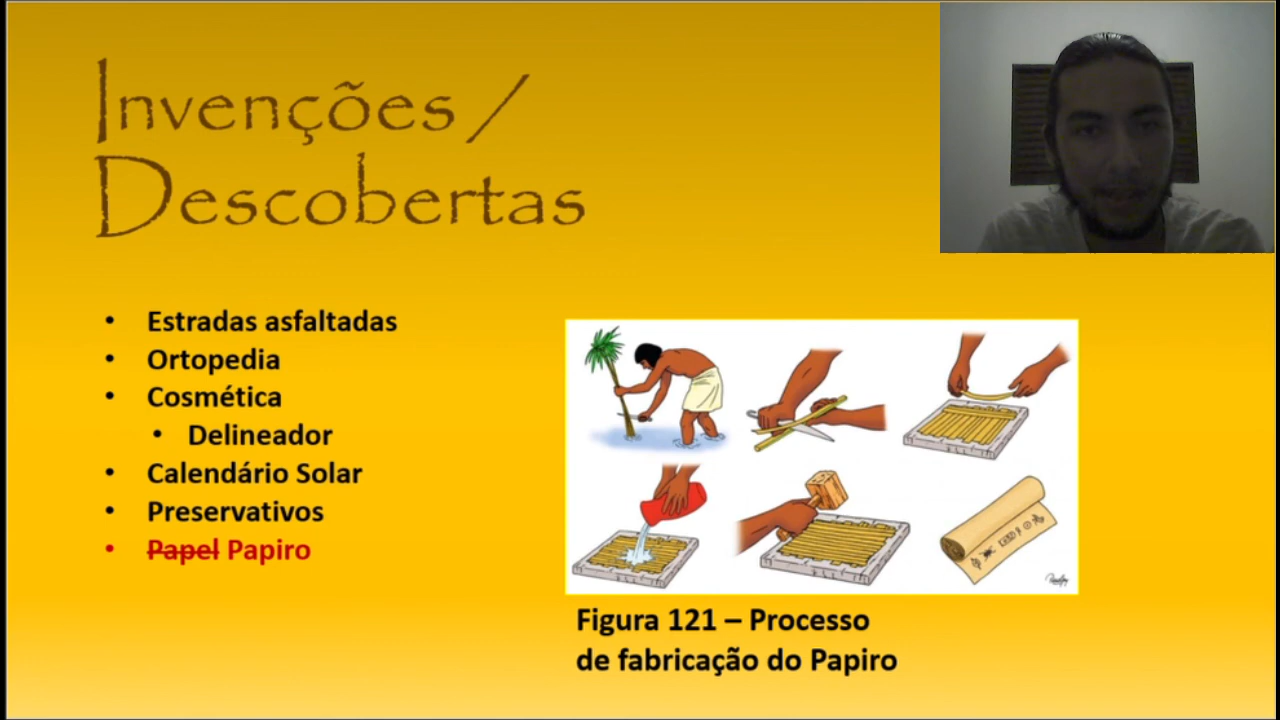 Invenções /
Descobertas
• Estradas asfaltadas
• Ortopedia
• Cosmética
• Delineador
• Calendário Solar
• Preservativos
• Papel Papiro
Figura 121 – Processo
de fabricação do Papiro